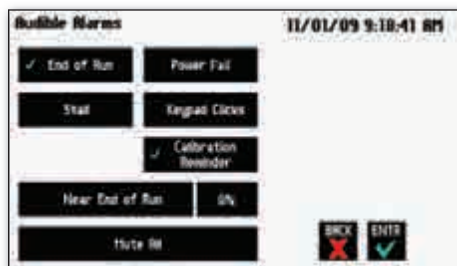 Audible Alarms 11/01/09 9:18:41 AM
✓ End of Run Power Fail
Stall Keypad Clicks
✓ Calibration
Reminder
Near End of Run 0%
Mute All
BACK ENTR